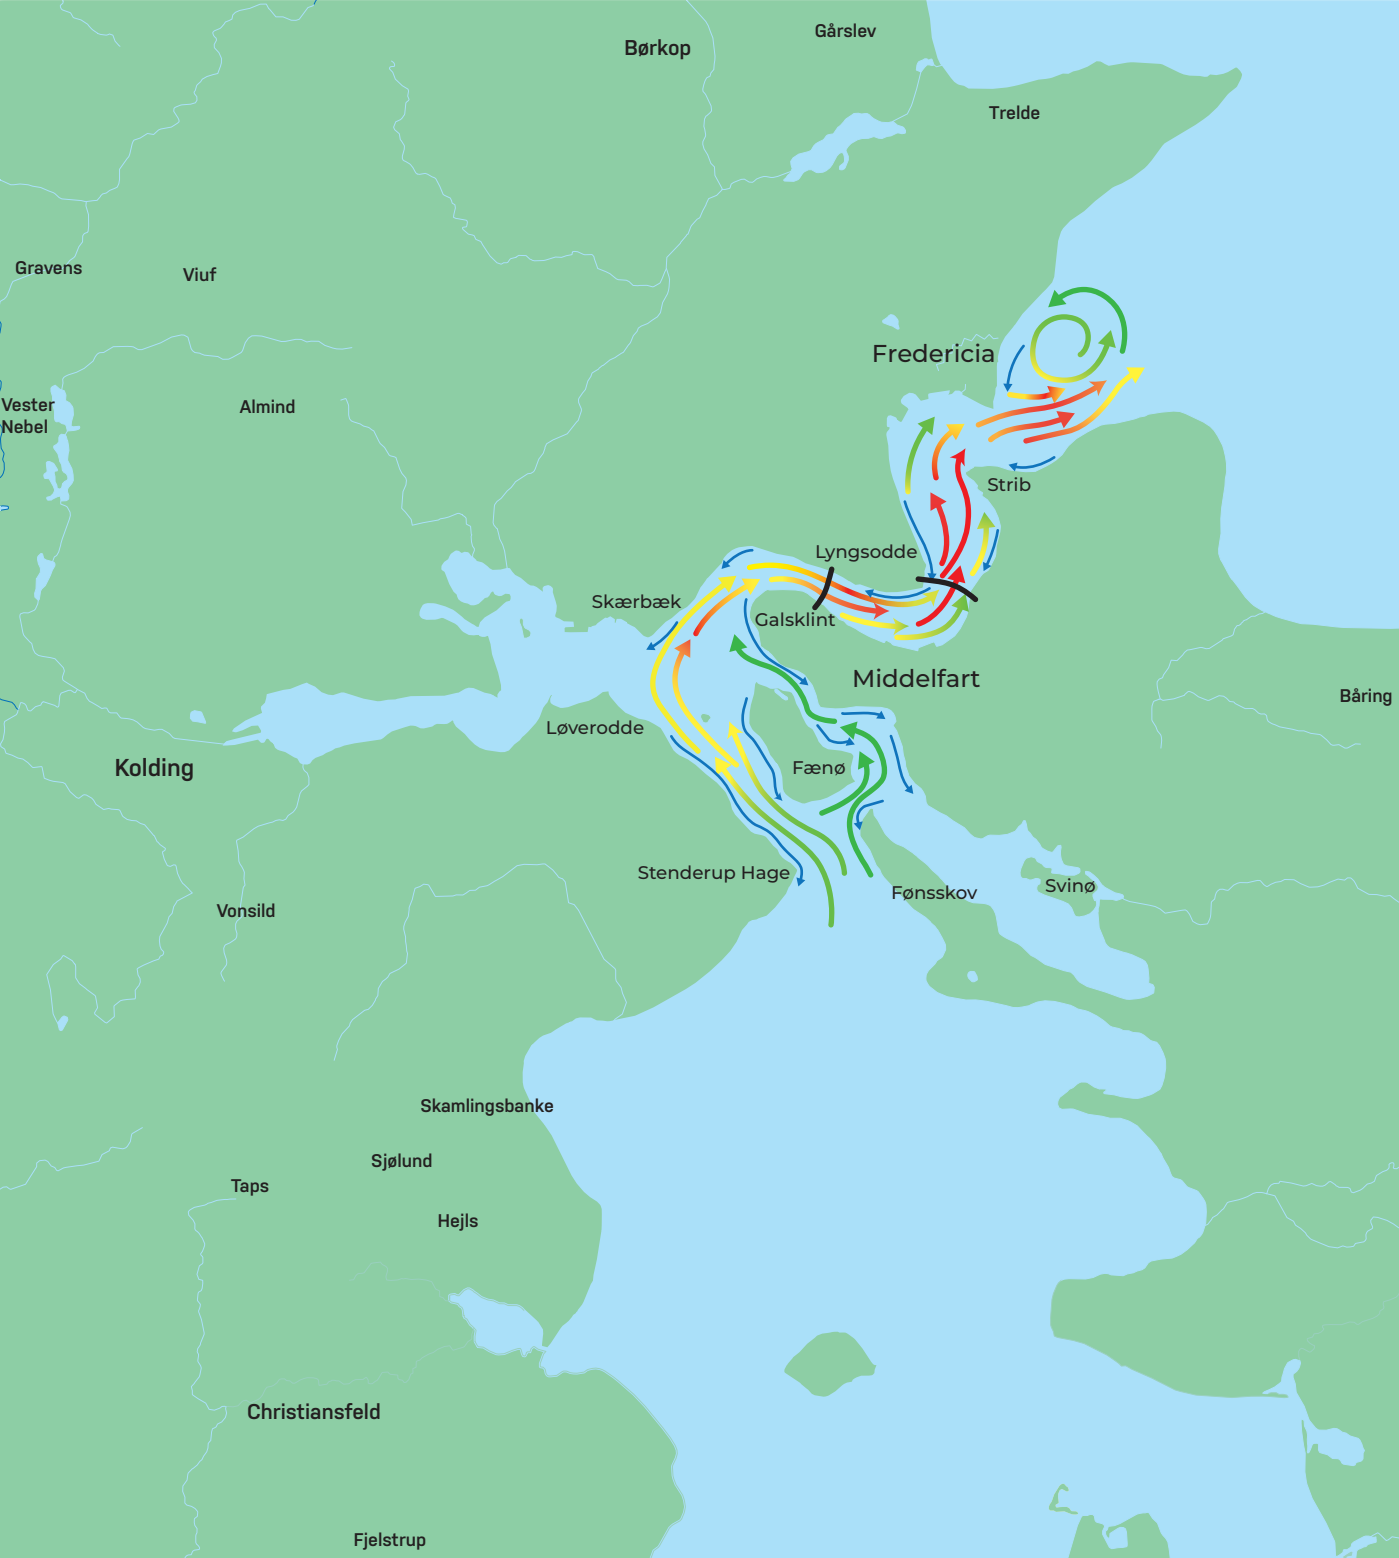 Gårslev
Børkop
Trelde
Gravens
Viuf
Fredericia
Vester
Nebel
Almind
Strib
Lyngsodde
Skærbæk
Galsklint
Middelfart
Båring
Løverodde
Kolding
Fænø
Stenderup Hage
Svinø
Fønsskov
Vonsild
Skamlingsbanke
Sjølund
Taps
Hejls
Christiansfeld
Fjelstrup